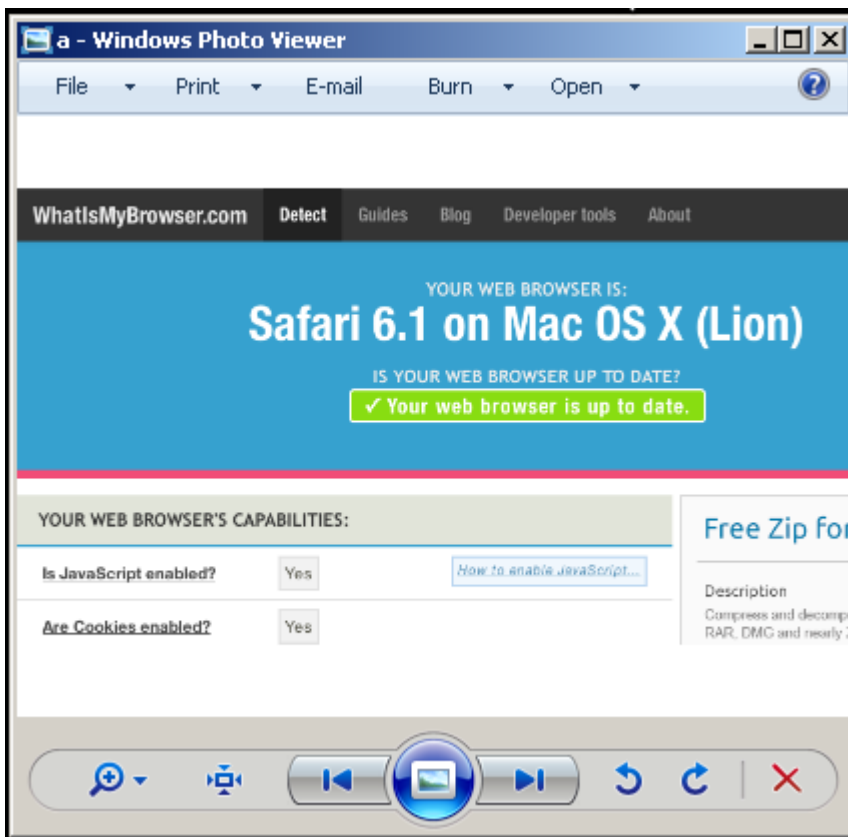 a - Windows Photo Viewer
File Print E-mail Burn Open
WhatIsMyBrowser.com Detect Guides Blog Developer tools About
YOUR WEB BROWSER IS:
Safari 6.1 on Mac OS X (Lion)
IS YOUR WEB BROWSER UP TO DATE?
✓ Your web browser is up to date.
YOUR WEB BROWSER'S CAPABILITIES:
Is JavaScript enabled? Yes How to enable JavaScript...
Are Cookies enabled? Yes
Free Zip for
Description
Compress and decomp
RAR, DMG and nearly